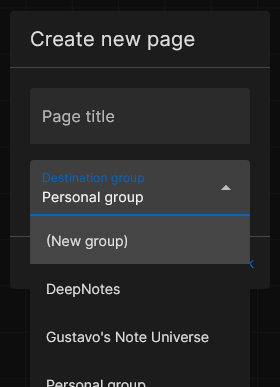 Create new page
Page title
Destination group
Personal group
(New group)
DeepNotes
Gustavo's Note Universe
Personal group